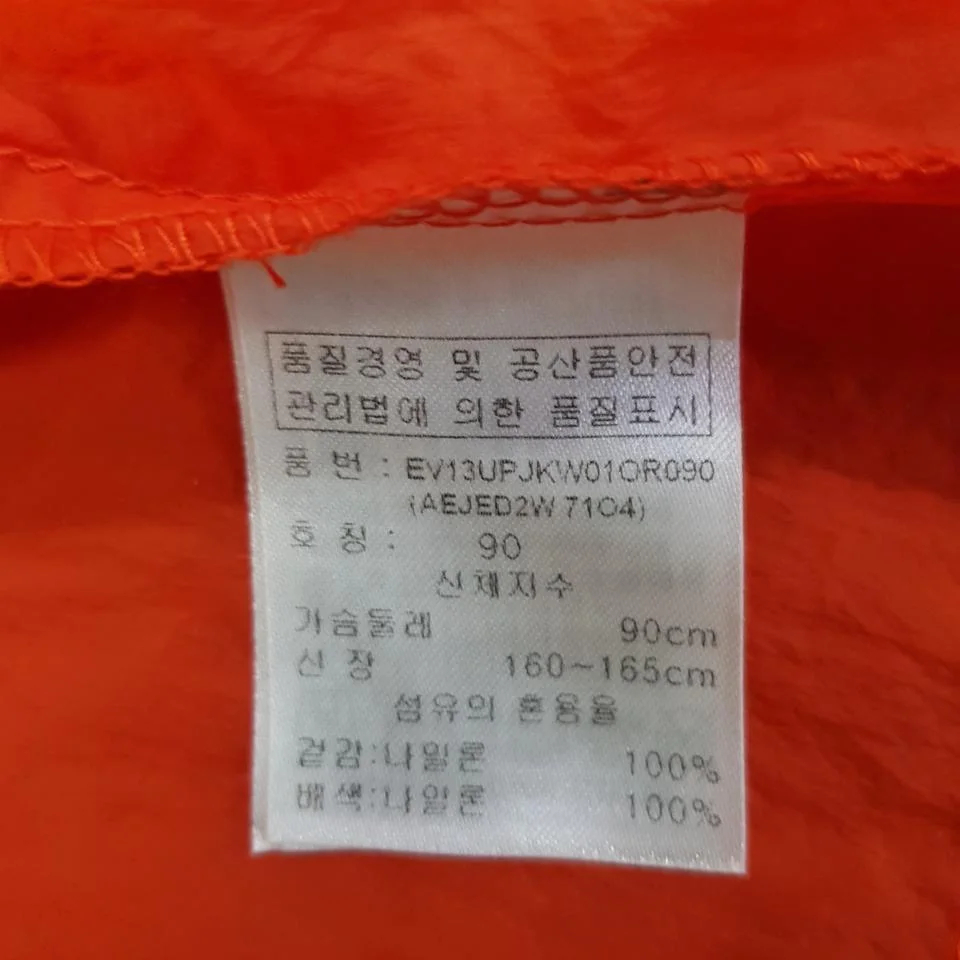 품질경영 및 공산품안전
관리법에 의한 품질표시
품 번 : EV13UPJKW01OR090
(AEJED2W 7104)
호 칭 : 90
신체지수
가슴둘레 90cm
신 장 160~165cm
섬유의 혼용율
겉감:나일론 100%
배색:나일론 100%